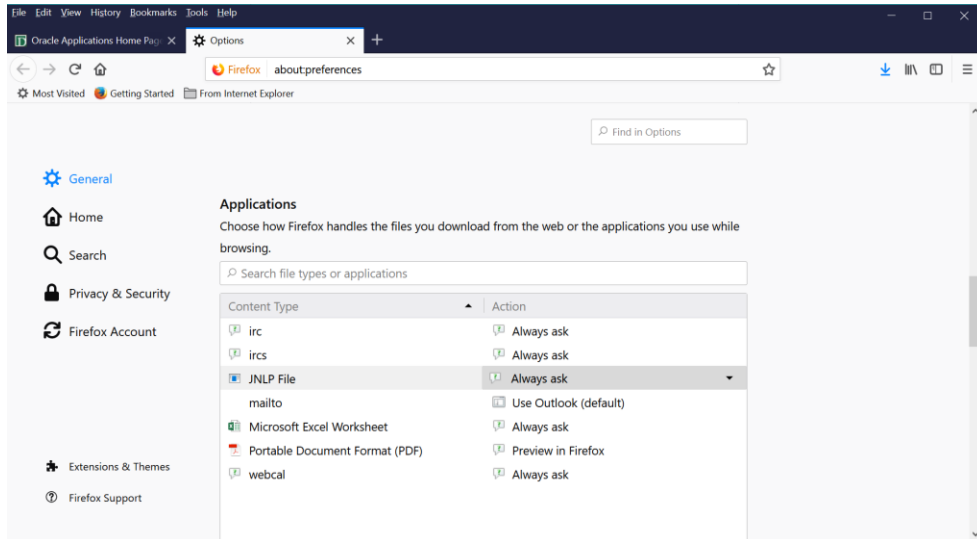 File Edit View History Bookmarks Tools Help
Oracle Applications Home Pag
Options
Firefox about:preferences
Most Visited Getting Started From Internet Explorer
Find in Options
General
Home
Search
Privacy & Security
Firefox Account
Extensions & Themes
Firefox Support
Applications
Choose how Firefox handles the files you download from the web or the applications you use while
browsing.
Search file types or applications
Content Type Action
irc Always ask
ircs Always ask
JNLP File Always ask
mailto Use Outlook (default)
Microsoft Excel Worksheet Always ask
Portable Document Format (PDF) Preview in Firefox
webcal Always ask